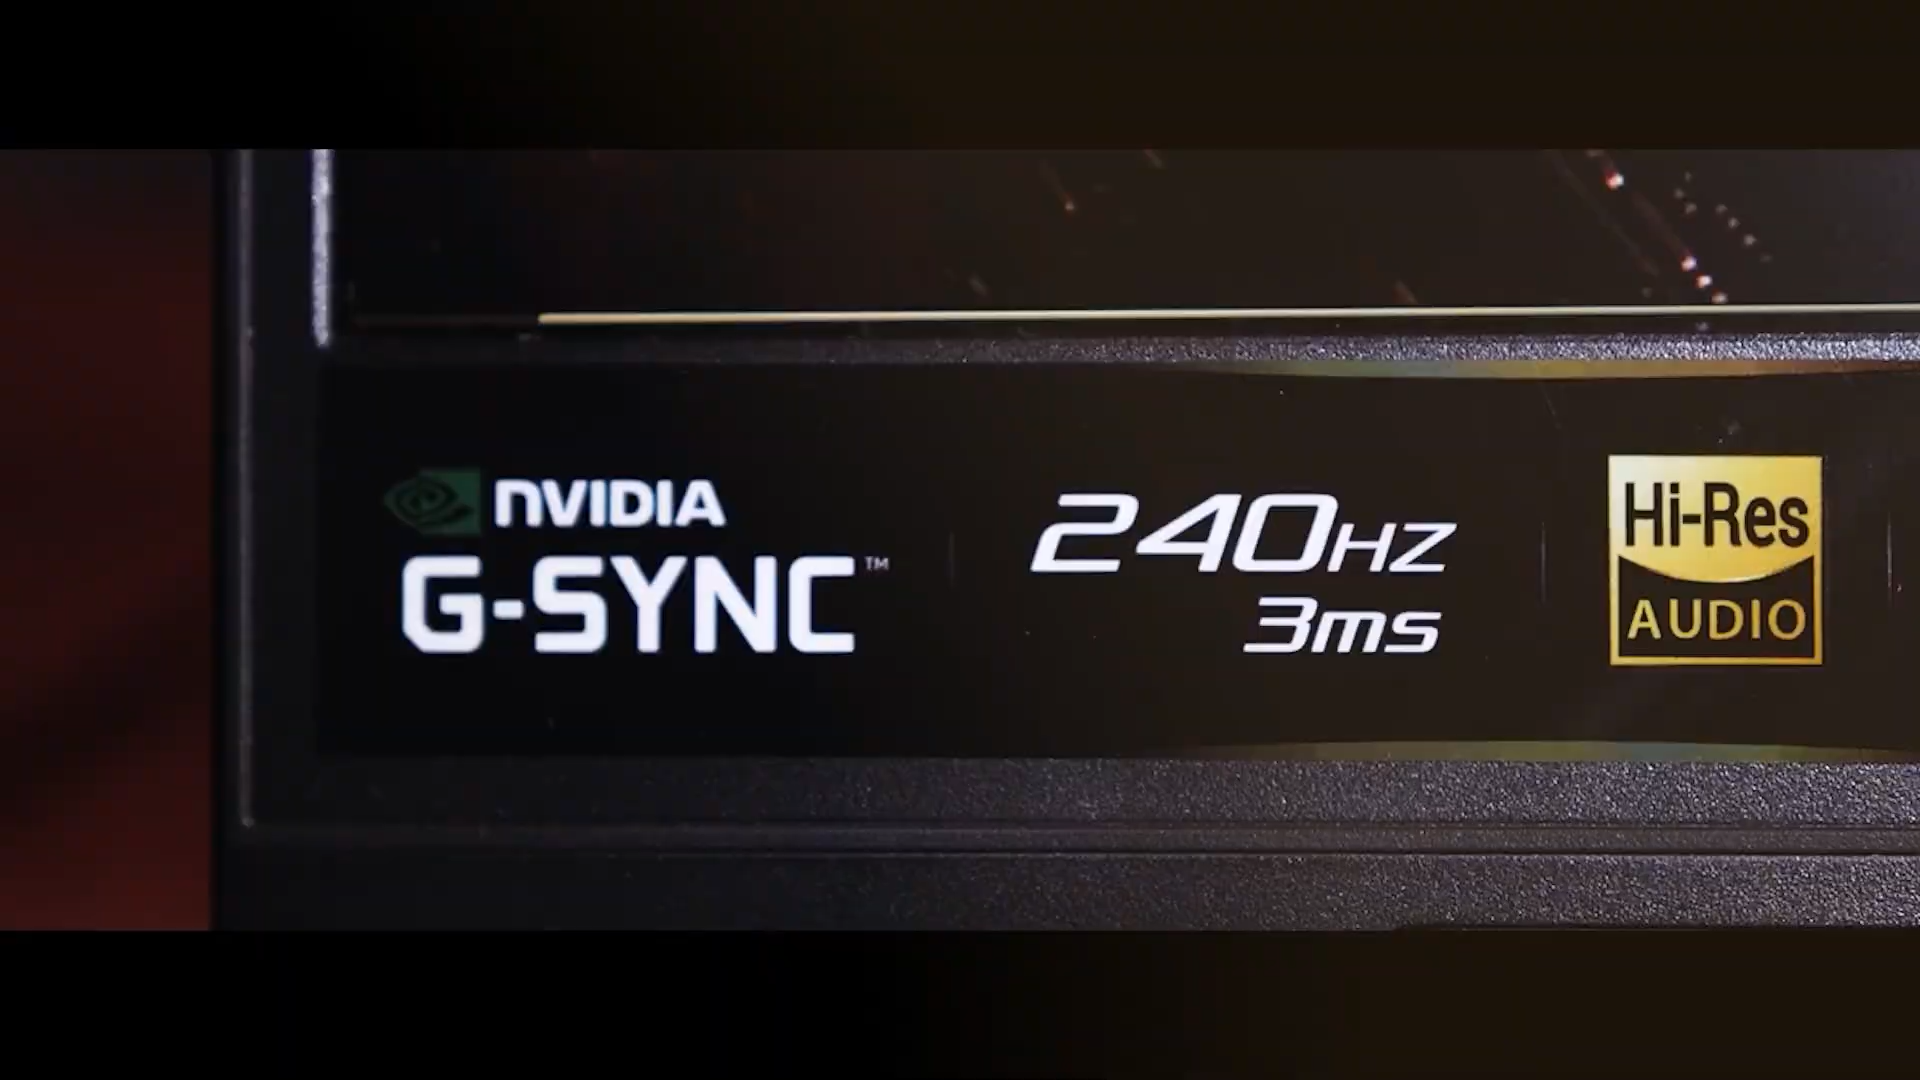 NVIDIA
G-SYNC™
240HZ
3ms
Hi-Res
AUDIO